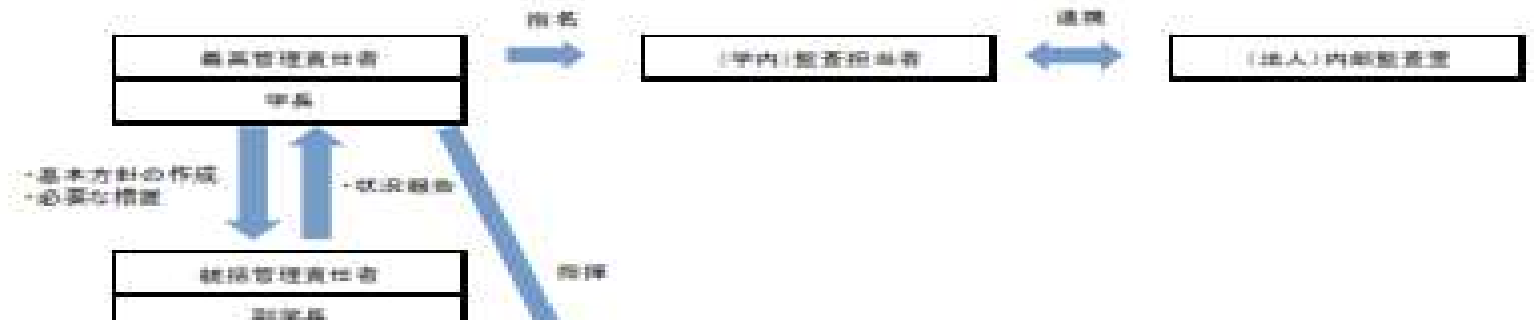 指名
連携
最高管理責任者
(学内)監査担当者
(法人)内部監査室
学長
・基本方針の作成
・必要な措置
・状況報告
統括管理責任者
指揮
副学長